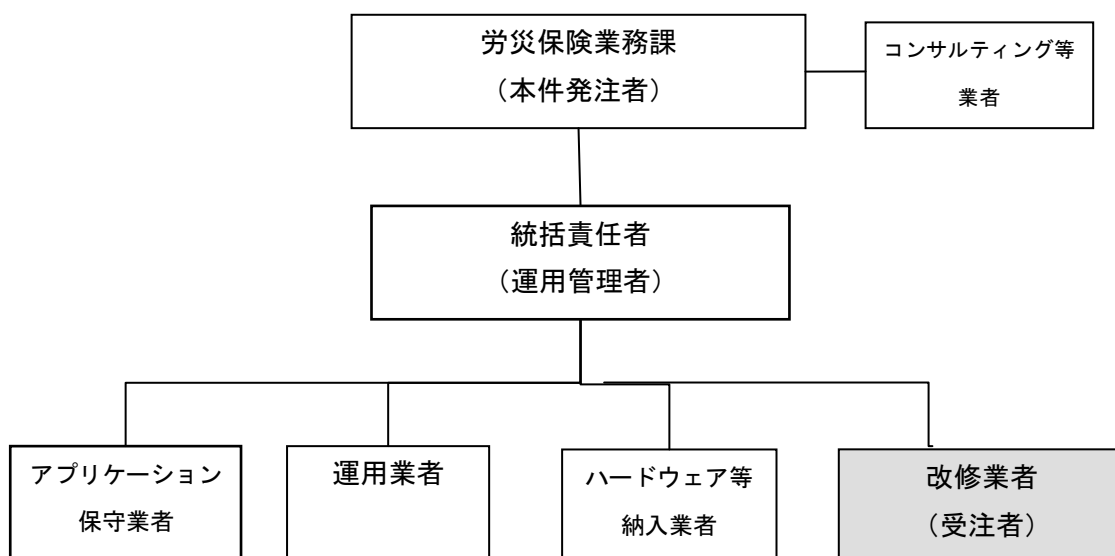 労災保険業務課
（本件発注者）
コンサルティング等
業者
統括責任者
（運用管理者）
アプリケーション
保守業者
運用業者
ハードウェア等
納入業者
改修業者
（受注者）